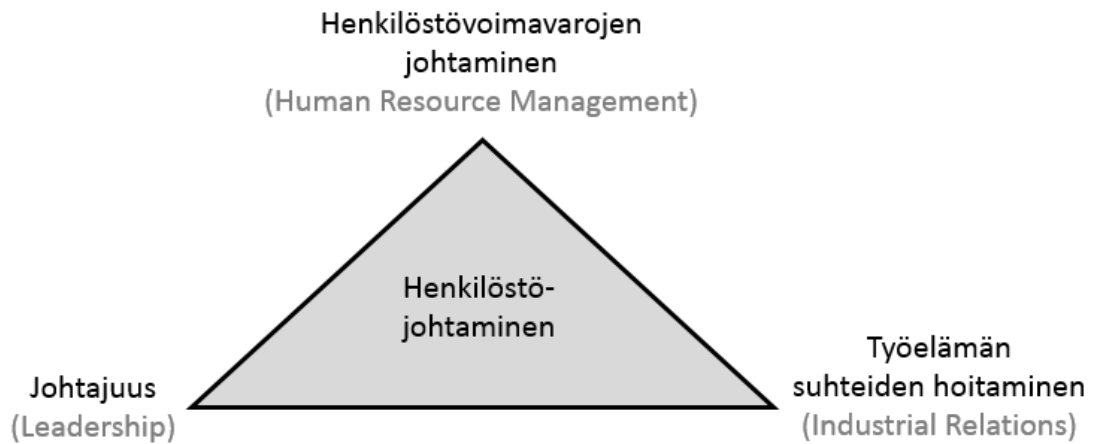 Henkilöstövoimavarojen
johtaminen
(Human Resource Management)
Henkilöstö-
johtaminen
Johtajuus
(Leadership)
Työelämän
suhteiden hoitaminen
(Industrial Relations)